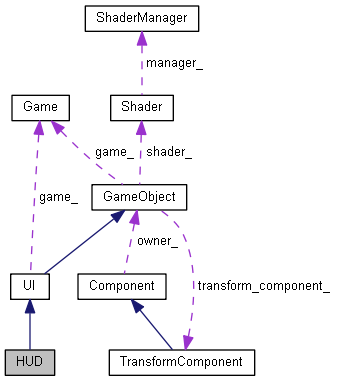 ShaderManager
manager_
Game
Shader
game_
shader_
GameObject
game_
owner_
UI
Component
transform_component_
HUD
TransformComponent